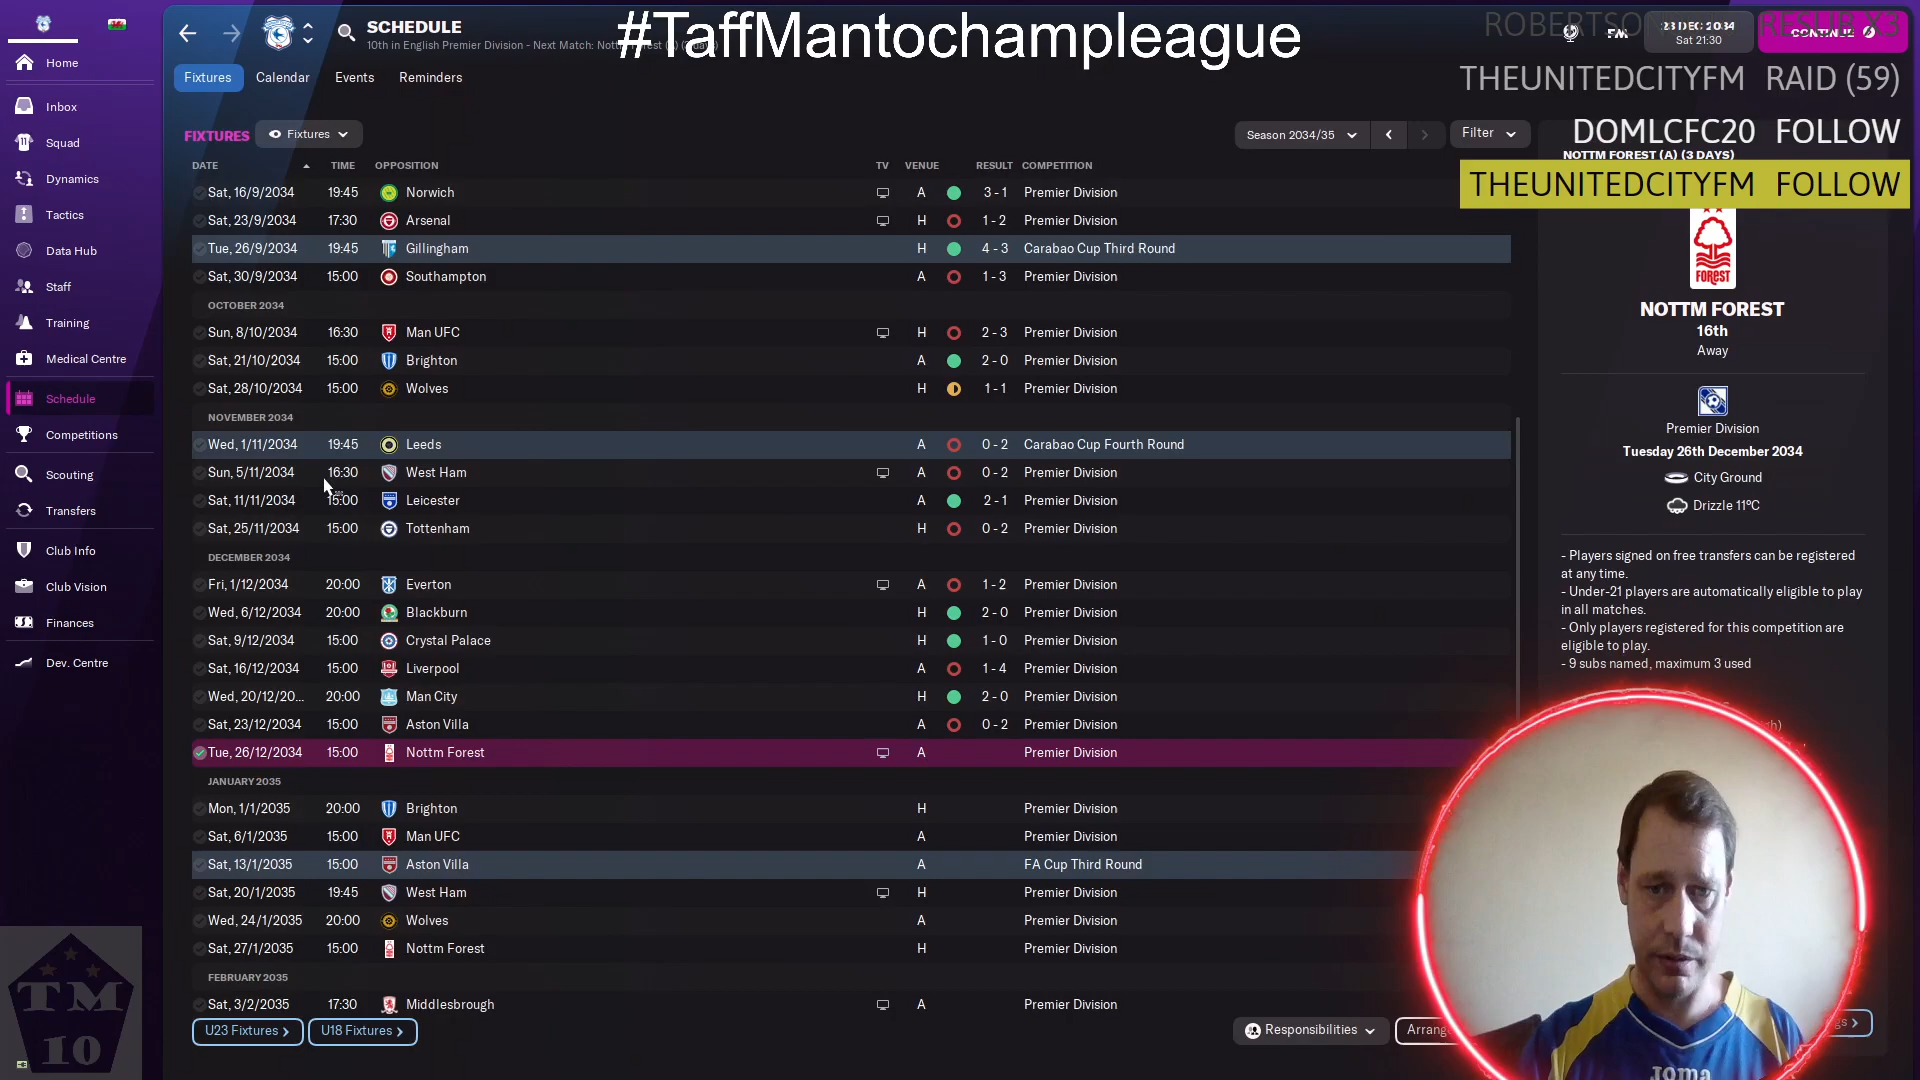 SCHEDULE
10th in English Premier Division - Next Match:
#TaffMantochampleague
ROBERTSON
RESUB X3
23 DEC 2034
Sat 21:30
CONTINUE
THEUNITEDCITYFM RAID (59)
DOMLCFC20 FOLLOW
THEUNITEDCITYFM FOLLOW
Home
Inbox
Squad
Dynamics
Tactics
Data Hub
Staff
Training
Medical Centre
Schedule
Competitions
Scouting
Transfers
Club Info
Club Vision
Finances
Dev. Centre
TM
10
Fixtures Calendar Events Reminders
FIXTURES Fixtures
Season 2034/35
Filter
DATE TIME OPPOSITION TV VENUE RESULT COMPETITION
Sat, 16/9/2034 19:45 Norwich A 3 - 1 Premier Division
Sat, 23/9/2034 17:30 Arsenal H 1 - 2 Premier Division
Tue, 26/9/2034 19:45 Gillingham H 4 - 3 Carabao Cup Third Round
Sat, 30/9/2034 15:00 Southampton A 1 - 3 Premier Division
OCTOBER 2034
Sun, 8/10/2034 16:30 Man UFC H 2 - 3 Premier Division
Sat, 21/10/2034 15:00 Brighton A 2 - 0 Premier Division
Sat, 28/10/2034 15:00 Wolves H 1 - 1 Premier Division
NOVEMBER 2034
Wed, 1/11/2034 19:45 Leeds A 0 - 2 Carabao Cup Fourth Round
Sun, 5/11/2034 16:30 West Ham A 0 - 2 Premier Division
Sat, 11/11/2034 15:00 Leicester A 2 - 1 Premier Division
Sat, 25/11/2034 15:00 Tottenham H 0 - 2 Premier Division
DECEMBER 2034
Fri, 1/12/2034 20:00 Everton A 1 - 2 Premier Division
Wed, 6/12/2034 20:00 Blackburn H 2 - 0 Premier Division
Sat, 9/12/2034 15:00 Crystal Palace H 1 - 0 Premier Division
Sat, 16/12/2034 15:00 Liverpool A 1 - 4 Premier Division
Wed, 20/12/20... 20:00 Man City H 2 - 0 Premier Division
Sat, 23/12/2034 15:00 Aston Villa A 0 - 2 Premier Division
Tue, 26/12/2034 15:00 Nottm Forest A Premier Division
JANUARY 2035
Mon, 1/1/2035 20:00 Brighton H Premier Division
Sat, 6/1/2035 15:00 Man UFC A Premier Division
Sat, 13/1/2035 15:00 Aston Villa A FA Cup Third Round
Sat, 20/1/2035 19:45 West Ham H Premier Division
Wed, 24/1/2035 20:00 Wolves A Premier Division
Sat, 27/1/2035 15:00 Nottm Forest H Premier Division
FEBRUARY 2035
Sat, 3/2/2035 17:30 Middlesbrough A Premier Division
U23 Fixtures U18 Fixtures
Responsibilities
NOTTM FOREST (A) (3 DAYS)
FOREST
NOTTM FOREST
16th
Away
Premier Division
Tuesday 26th December 2034
City Ground
Drizzle 11°C
- Players signed on free transfers can be registered
at any time.
- Under-21 players are automatically eligible to play
in all matches.
- Only players registered for this competition are
eligible to play.
- 9 subs named, maximum 3 used
Joma